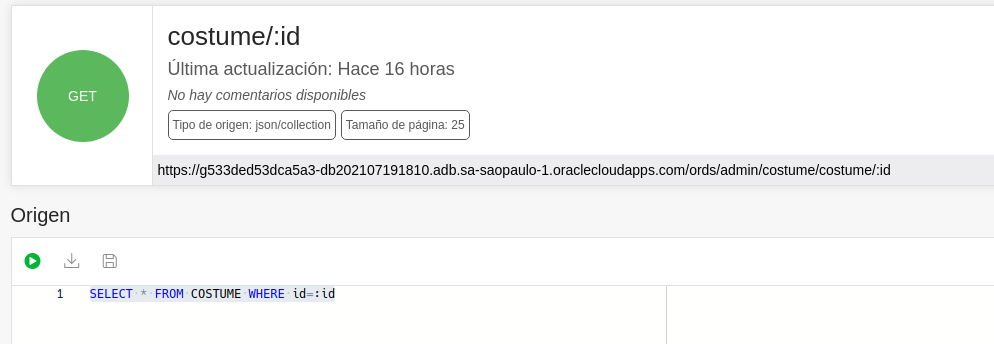 GET
costume/:id
Última actualización: Hace 16 horas
No hay comentarios disponibles
Tipo de origen: json/collection Tamaño de página: 25
https://g533ded53dca5a3-db202107191810.adb.sa-saopaulo-1.oraclecloudapps.com/ords/admin/costume/costume/:id
Origen
1 SELECT * FROM COSTUME WHERE id=:id